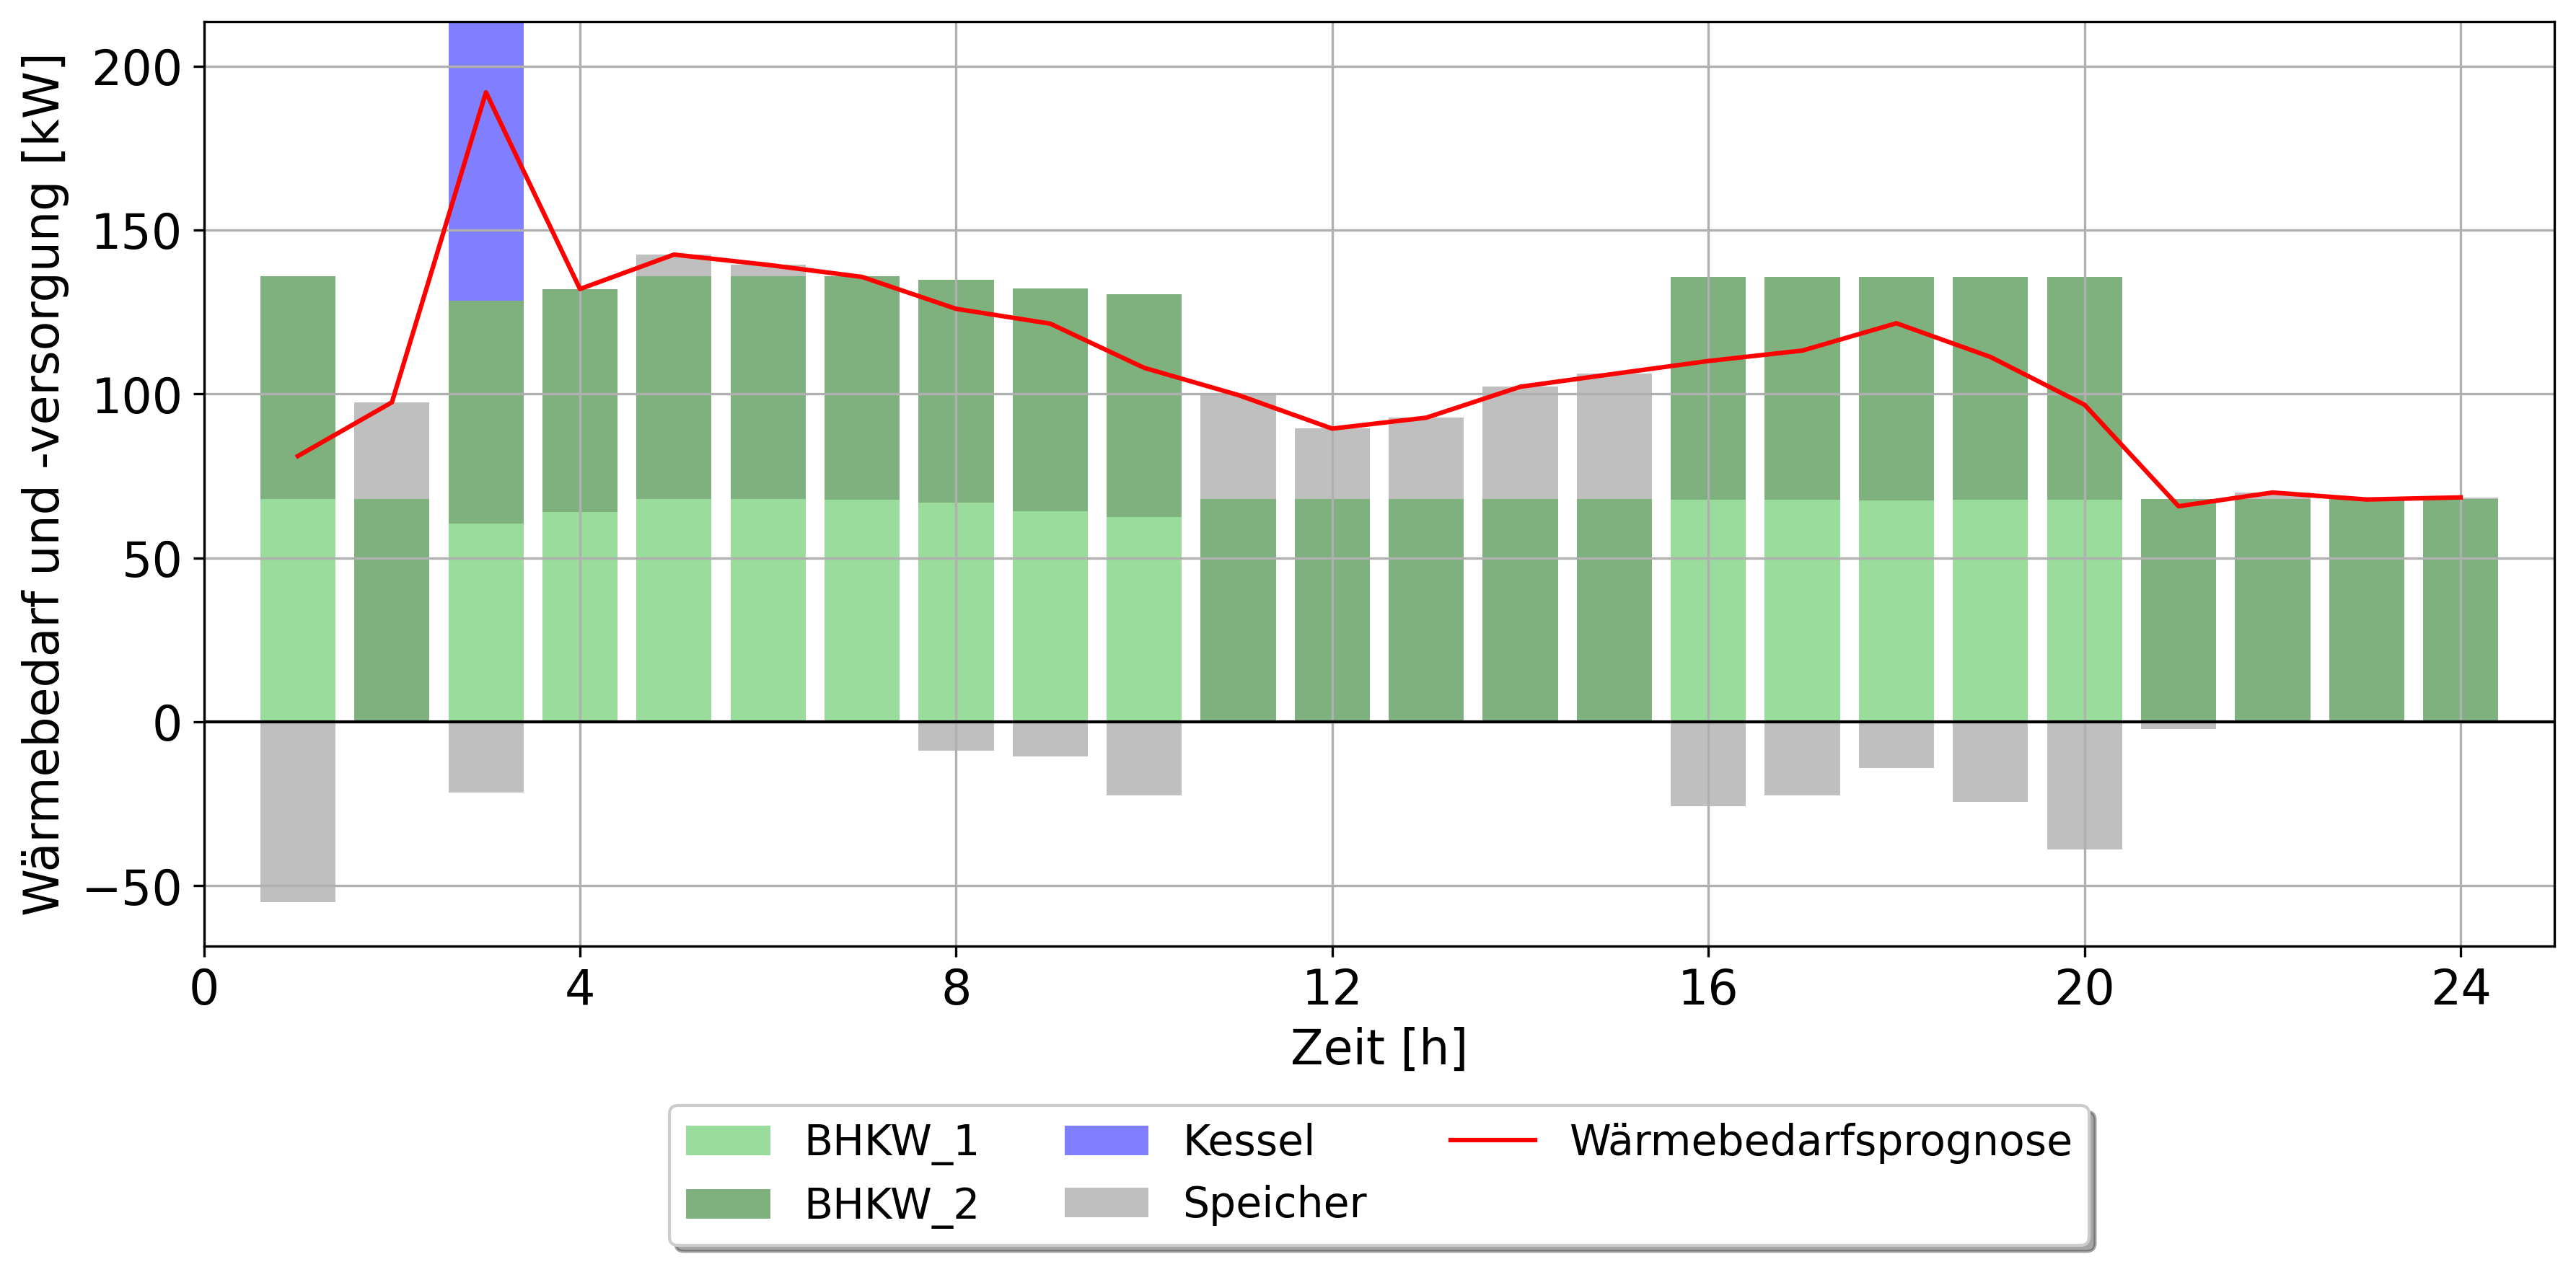 Wärmebedarf und -versorgung [kW]
200
150
100
50
0
−50
0 4 8 12 16 20 24
Zeit [h]
BHKW_1 Kessel Wärmebedarfsprognose
BHKW_2 Speicher